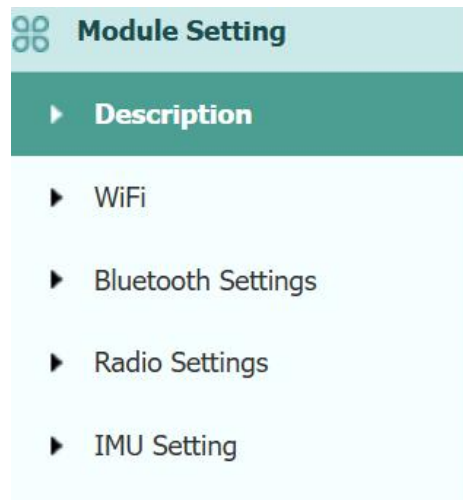 Module Setting
Description
WiFi
Bluetooth Settings
Radio Settings
IMU Setting